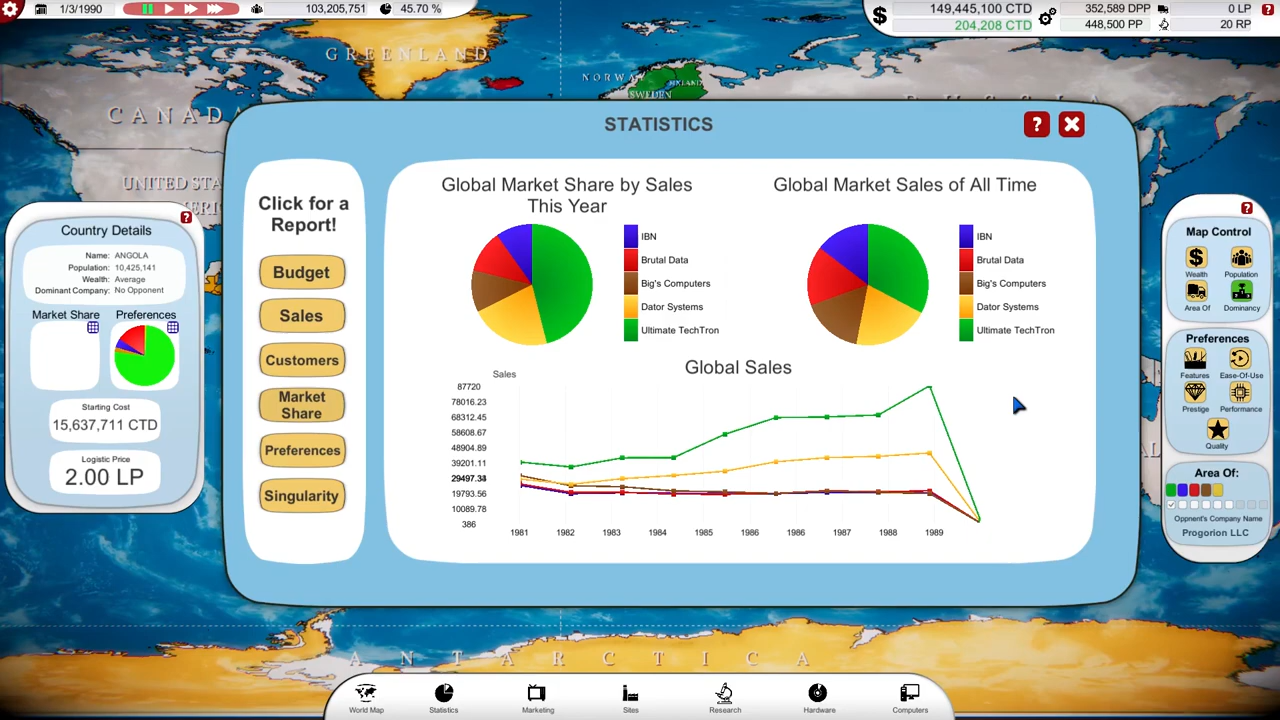 1/3/1990
103,205,751
45.70 %
$
149,445,100 CTD
204,208 CTD
352,589 DPP
448,500 PP
0 LP
20 RP
?
GREENLAND
NORWAY
FINLAND
SWEDEN
CANADA
UNITED STA
ANTARCTICA
STATISTICS
?
Click for a
Report!
Budget
Sales
Customers
Market
Share
Preferences
Singularity
Global Market Share by Sales
This Year
IBN
Brutal Data
Big's Computers
Dator Systems
Ultimate TechTron
Global Market Sales of All Time
IBN
Brutal Data
Big's Computers
Dator Systems
Ultimate TechTron
Global Sales
Sales
87720
78016.23
68312.45
58608.67
48904.89
39201.11
29497.34
19793.56
10089.78
386
1981 1982 1983 1984 1985 1986 1986 1987 1988 1989
?
Country Details
Name: ANGOLA
Population: 10,425,141
Wealth: Average
Dominant Company: No Opponent
Market Share
Preferences
Starting Cost
15,637,711 CTD
Logistic Price
2.00 LP
?
Map Control
$
Wealth
Population
Area Of
Dominancy
Preferences
Features
Ease-Of-Use
Prestige
Performance
Quality
Area Of:
Oppnent's Company Name
Progorion LLC
World Map
Statistics
Marketing
Sites
Research
Hardware
Computers